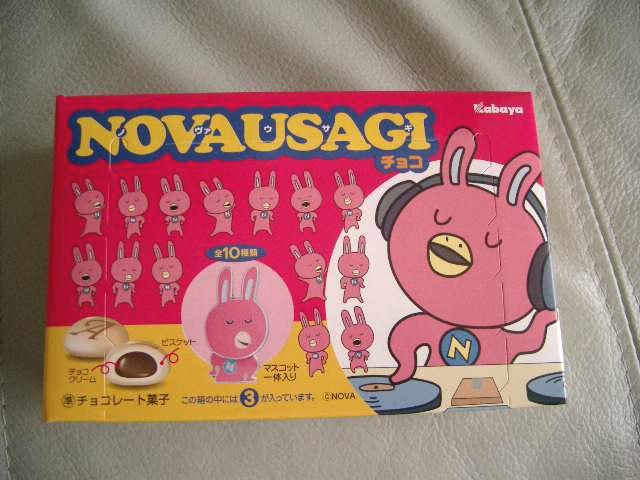 Kabaya
ノヴァウサギ
NOVAUSAGI
チョコ
全10種類
N
N
ビスケット
チョコ
クリーム
マスコット
一体入り
準チョコレート菓子
この箱の中には3が入っています。
©NOVA